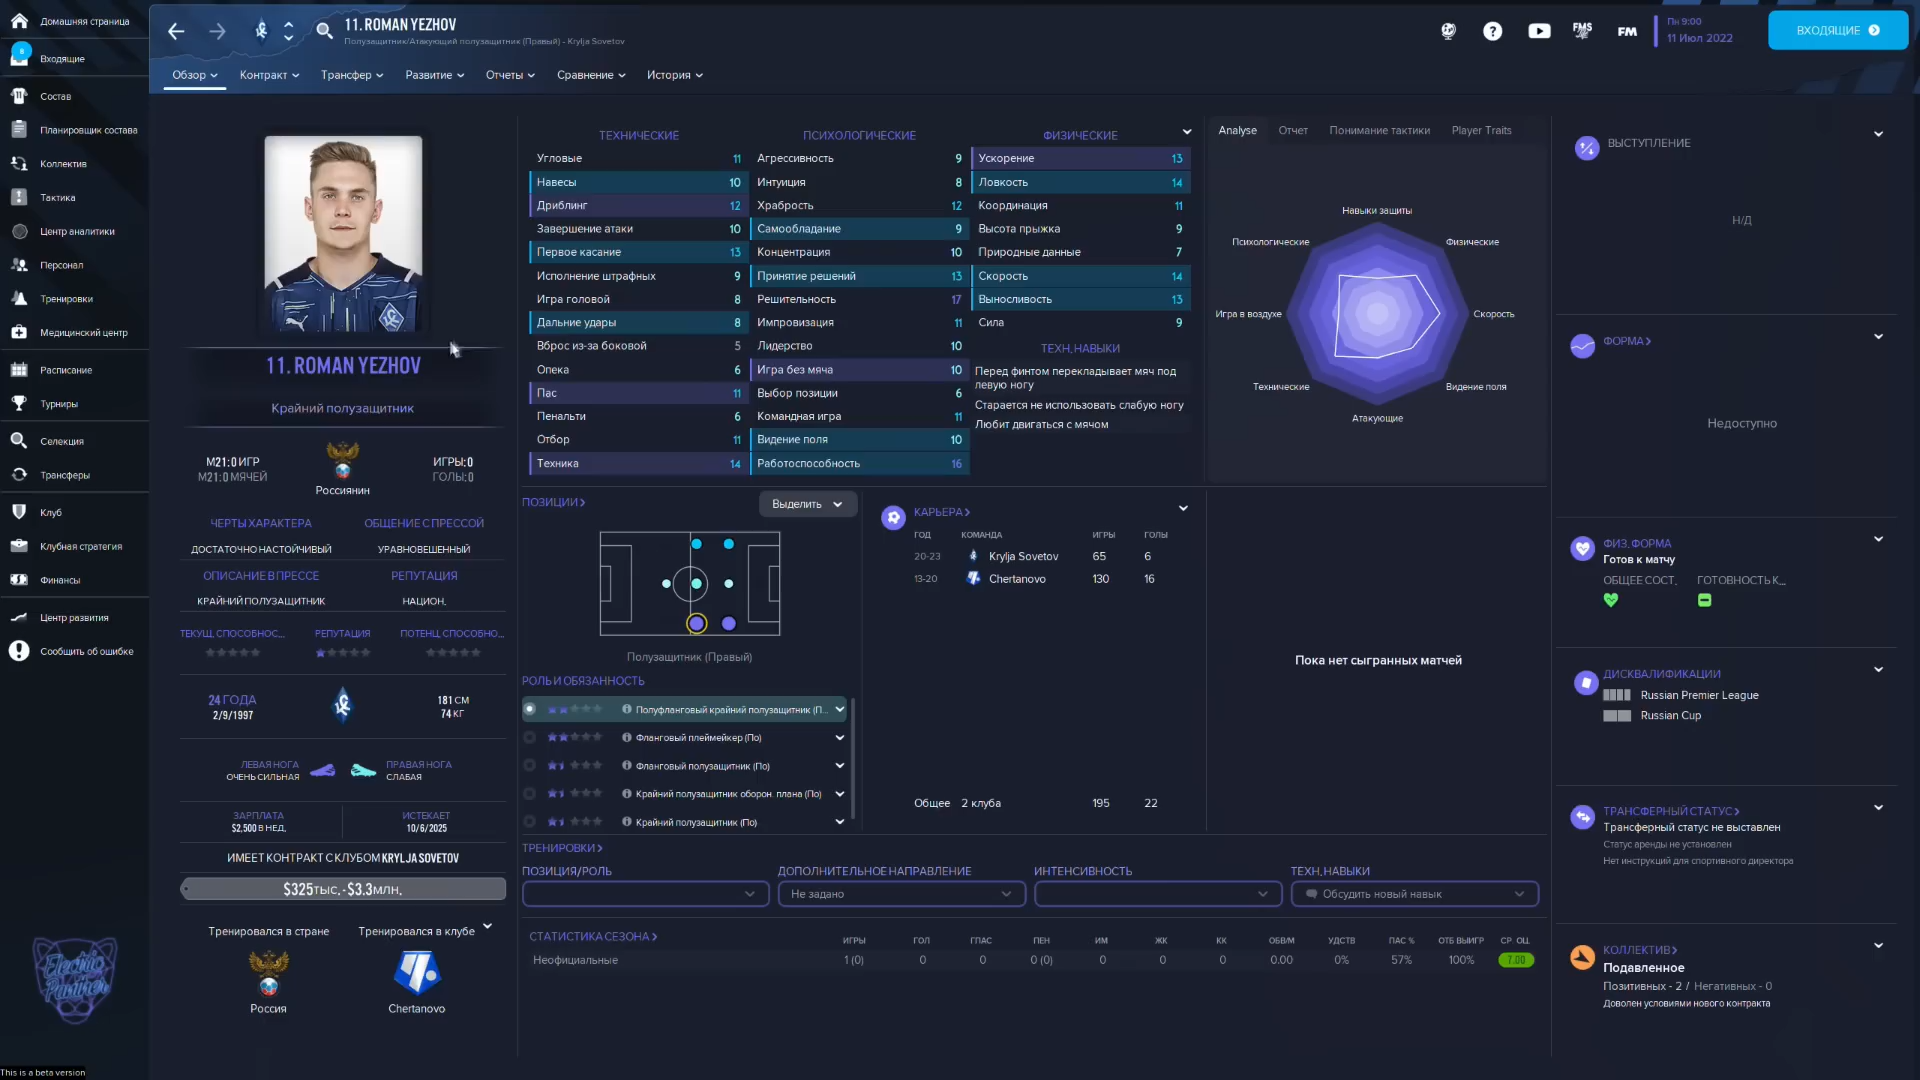 Домашняя страница
8
Входящие
11
Состав
Планировщик состава
Коллектив
Тактика
Центр аналитики
Персонал
Тренировки
Медицинский центр
Расписание
Турниры
Селекция
Трансферы
Клуб
Клубная стратегия
Финансы
Центр развития
Сообщить об ошибке
Electric Panther
This is a beta version
11. ROMAN YEZHOV
Полузащитник/Атакующий полузащитник (Правый) - Krylja Sovetov
FMS
FM
Пн 9:00
11 Июл 2022
ВХОДЯЩИЕ
Обзор
Контракт
Трансфер
Развитие
Отчеты
Сравнение
История
11. ROMAN YEZHOV
Крайний полузащитник
М21: 0 ИГР
М21: 0 МЯЧЕЙ
Россиянин
ИГРЫ: 0
ГОЛЫ: 0
ЧЕРТЫ ХАРАКТЕРА
ОБЩЕНИЕ С ПРЕССОЙ
ДОСТАТОЧНО НАСТОЙЧИВЫЙ
УРАВНОВЕШЕННЫЙ
ОПИСАНИЕ В ПРЕССЕ
РЕПУТАЦИЯ
КРАЙНИЙ ПОЛУЗАЩИТНИК
НАЦИОН.
ТЕКУЩ. СПОСОБНОС...
РЕПУТАЦИЯ
ПОТЕНЦ. СПОСОБНО...
24 ГОДА
2/9/1997
181 СМ
74 КГ
ЛЕВАЯ НОГА
ОЧЕНЬ СИЛЬНАЯ
ПРАВАЯ НОГА
СЛАБАЯ
ЗАРПЛАТА
$2,500 В НЕД.
ИСТЕКАЕТ
10/6/2025
ИМЕЕТ КОНТРАКТ С КЛУБОМ KRYLJA SOVETOV
$325ТЫС. - $3.3МЛН.
Тренировался в стране
Тренировался в клубе
Россия
Chertanovo
ТЕХНИЧЕСКИЕ
Угловые 11
Навесы 10
Дриблинг 12
Завершение атаки 10
Первое касание 13
Исполнение штрафных 9
Игра головой 8
Дальние удары 8
Вброс из-за боковой 5
Опека 6
Пас 11
Пенальти 6
Отбор 11
Техника 14
ПСИХОЛОГИЧЕСКИЕ
Агрессивность 9
Интуиция 8
Храбрость 12
Самообладание 9
Концентрация 10
Принятие решений 13
Решительность 17
Импровизация 11
Лидерство 10
Игра без мяча 10
Выбор позиции 6
Командная игра 11
Видение поля 10
Работоспособность 16
ФИЗИЧЕСКИЕ
Ускорение 13
Ловкость 14
Координация 11
Высота прыжка 9
Природные данные 7
Скорость 14
Выносливость 13
Сила 9
ТЕХН. НАВЫКИ
Перед финтом перекладывает мяч под
левую ногу
Старается не использовать слабую ногу
Любит двигаться с мячом
Analyse
Отчет
Понимание тактики
Player Traits
Навыки защиты
Физические
Скорость
Видение поля
Атакующие
Технические
Игра в воздухе
Психологические
ПОЗИЦИИ
Выделить
Полузащитник (Правый)
РОЛЬ И ОБЯЗАННОСТЬ
Полуфланговый крайний полузащитник (П...
Фланговый плеймейкер (По)
Фланговый полузащитник (По)
Крайний полузащитник оборон. плана (По)
Крайний полузащитник (По)
КАРЬЕРА
ГОД КОМАНДА ИГРЫ ГОЛЫ
20-23 Krylja Sovetov 65 6
13-20 Chertanovo 130 16
Общее 2 клуба 195 22
Пока нет сыгранных матчей
ТРЕНИРОВКИ
ПОЗИЦИЯ/РОЛЬ
ДОПОЛНИТЕЛЬНОЕ НАПРАВЛЕНИЕ
Не задано
ИНТЕНСИВНОСТЬ
ТЕХН. НАВЫКИ
Обсудить новый навык
СТАТИСТИКА СЕЗОНА ИГРЫ ГОЛ ГПАС ПЕН ИМ ЖК КК ОБВ/М УДСТВ ПАС % ОТБ ВЫИГР СР. ОЦ
Неофициальные 1 (0) 0 0 0 (0) 0 0 0 0.00 0% 57% 100% 7.00
ВЫСТУПЛЕНИЕ
Н/Д
ФОРМА
Недоступно
ФИЗ. ФОРМА
Готов к матчу
ОБЩЕЕ СОСТ.
ГОТОВНОСТЬ К...
ДИСКВАЛИФИКАЦИИ
Russian Premier League
Russian Cup
ТРАНСФЕРНЫЙ СТАТУС
Трансферный статус не выставлен
Статус аренды не установлен
Нет инструкций для спортивного директора
КОЛЛЕКТИВ
Подавленное
Позитивных - 2 / Негативных - 0
Доволен условиями нового контракта